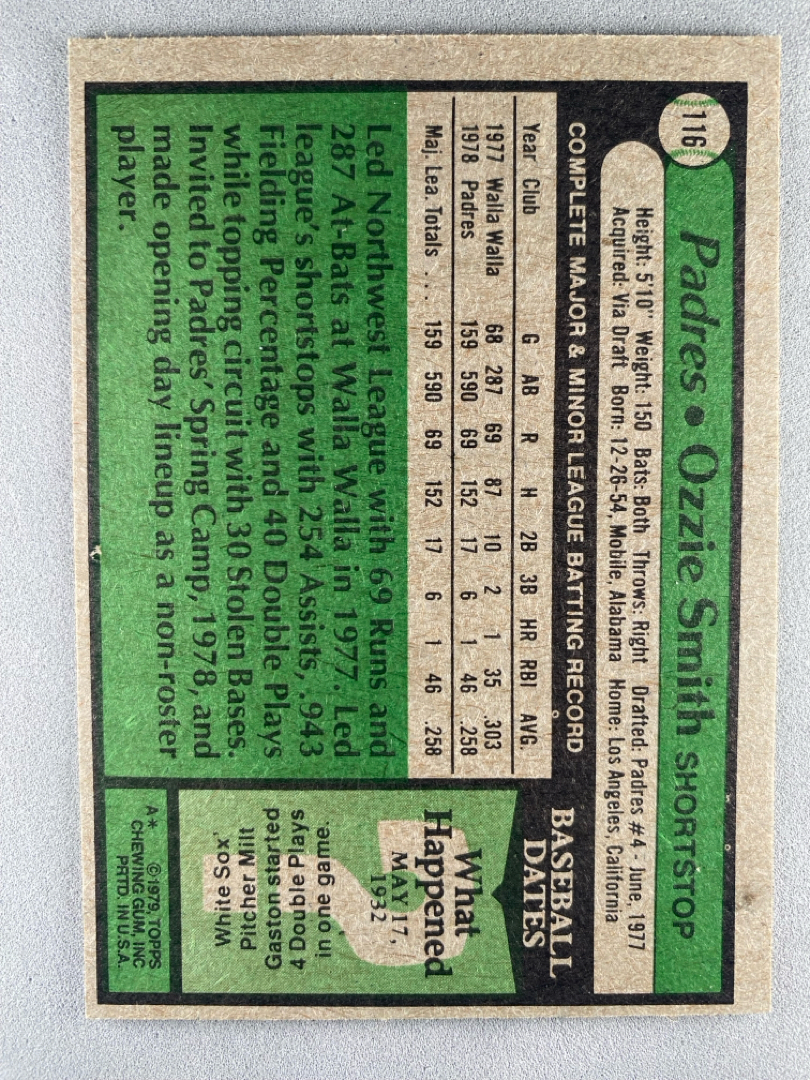 116
Padres • Ozzie Smith SHORTSTOP
Height: 5'10" Weight: 150 Bats: Both Throws: Right Drafted: Padres #4 - June, 1977
Acquired: Via Draft Born: 12-26-54, Mobile, Alabama Home: Los Angeles, California
COMPLETE MAJOR & MINOR LEAGUE BATTING RECORD
Year Club G AB R H 2B 3B HR RBI AVG.
1977 Walla Walla 68 287 69 87 10 2 1 35 .303
1978 Padres 159 590 69 152 17 6 1 46 .258
Maj. Lea. Totals . . . 159 590 69 152 17 6 1 46 .258
Led Northwest League with 69 Runs and
287 At-Bats at Walla Walla in 1977. Led
league's shortstops with 254 Assists, .943
Fielding Percentage and 40 Double Plays
while topping circuit with 30 Stolen Bases.
Invited to Padres' Spring Camp, 1978, and
made opening day lineup as a non-roster
player.
BASEBALL
DATES
What
Happened
MAY 17,
1932
?
White Sox'
Pitcher Milt
Gaston started
4 Double Plays
in one game.
A* ©1979, TOPPS
CHEWING GUM, INC
PRTD. IN U.S.A.